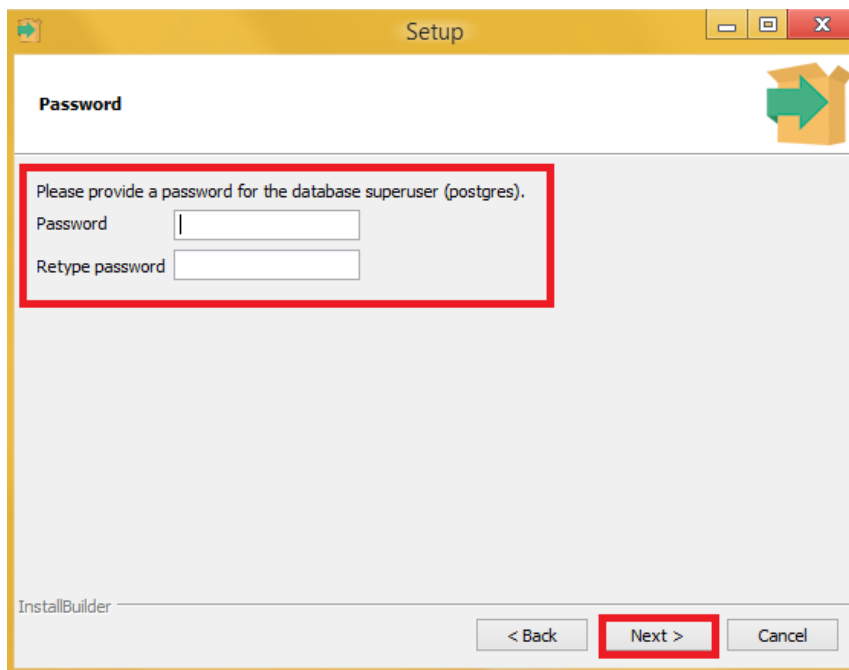 Setup
Password
Please provide a password for the database superuser (postgres).
Password
Retype password
InstallBuilder
< Back
Next >
Cancel